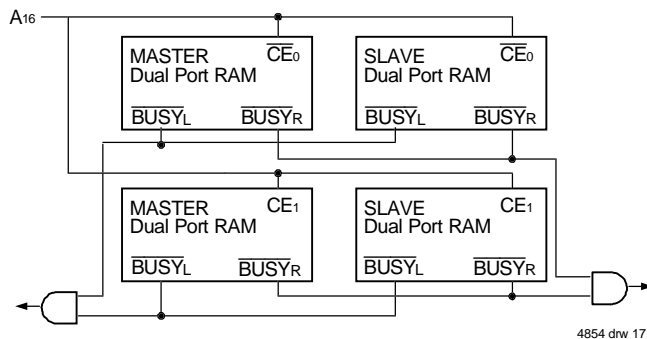 A16
MASTER
Dual Port RAM
CE0
BUSYL
BUSYR
SLAVE
Dual Port RAM
CE0
BUSYL
BUSYR
MASTER
Dual Port RAM
CE1
BUSYL
BUSYR
SLAVE
Dual Port RAM
CE1
BUSYL
BUSYR
4854 drw 17